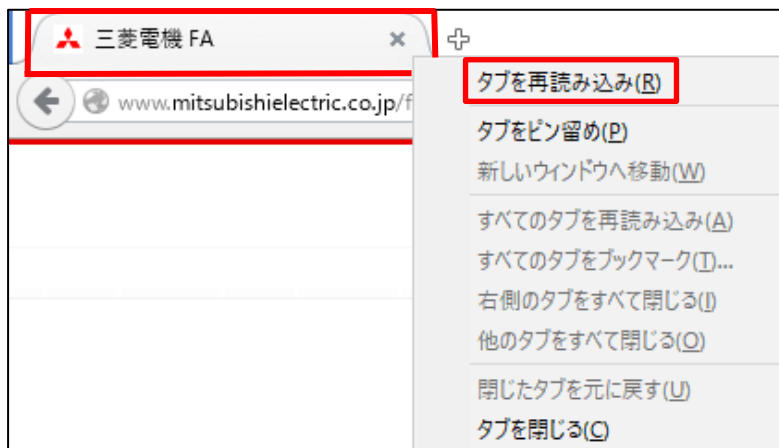 三菱電機 FA
www.mitsubishielectric.co.jp/f
タブを再読み込み(R)
タブをピン留め(P)
新しいウィンドウへ移動(W)
すべてのタブを再読み込み(A)
すべてのタブをブックマーク(T)...
右側のタブをすべて閉じる(I)
他のタブをすべて閉じる(O)
閉じたタブを元に戻す(U)
タブを閉じる(C)